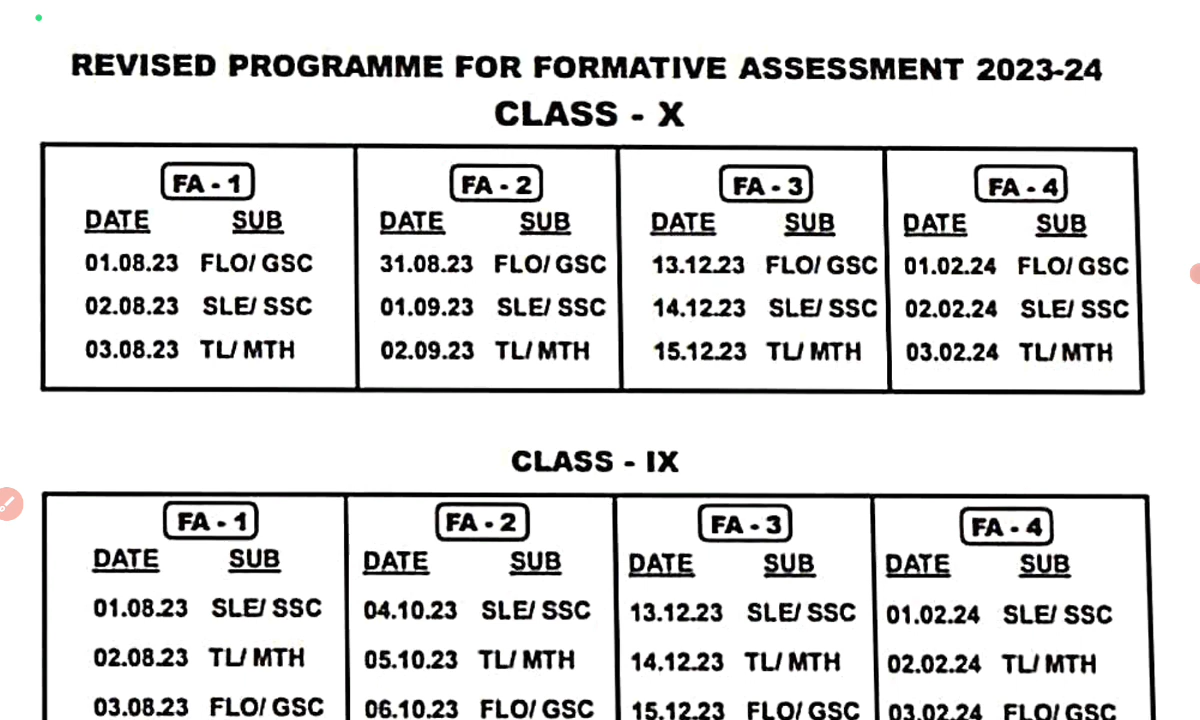 REVISED PROGRAMME FOR FORMATIVE ASSESSMENT 2023-24
CLASS - X
FA - 1 FA - 2 FA - 3 FA - 4
DATE SUB DATE SUB DATE SUB DATE SUB
01.08.23 FLO/ GSC 31.08.23 FLO/ GSC 13.12.23 FLO/ GSC 01.02.24 FLO/ GSC
02.08.23 SLE/ SSC 01.09.23 SLE/ SSC 14.12.23 SLE/ SSC 02.02.24 SLE/ SSC
03.08.23 TL/ MTH 02.09.23 TL/ MTH 15.12.23 TL/ MTH 03.02.24 TL/ MTH
CLASS - IX
FA - 1 FA - 2 FA - 3 FA - 4
DATE SUB DATE SUB DATE SUB DATE SUB
01.08.23 SLE/ SSC 04.10.23 SLE/ SSC 13.12.23 SLE/ SSC 01.02.24 SLE/ SSC
02.08.23 TL/ MTH 05.10.23 TL/ MTH 14.12.23 TL/ MTH 02.02.24 TL/ MTH
03.08.23 FLO/ GSC 06.10.23 FLO/ GSC 15.12.23 FLO/ GSC 03.02.24 FLO/ GSC